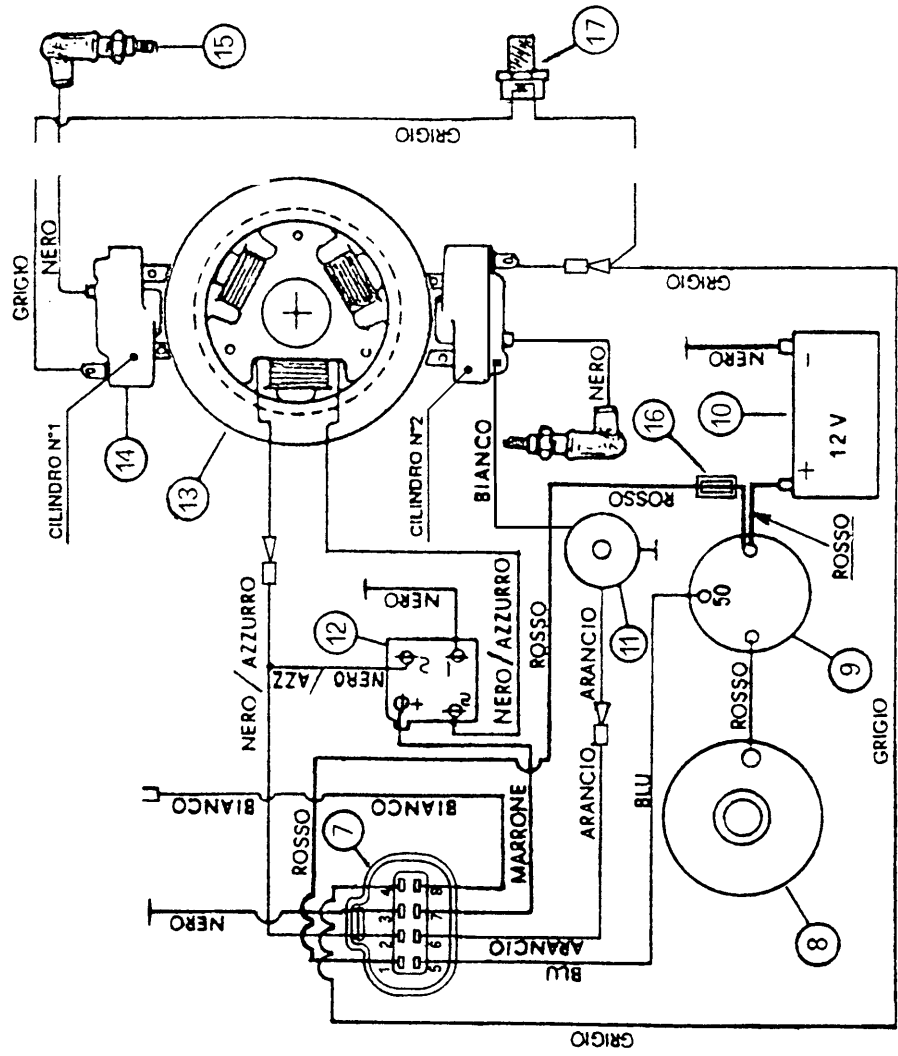 15
17
GRIGIO
GRIGIO
NERO
CILINDRO N°1
14
13
GRIGIO
CILINDRO N°2
BIANCO
NERO
16
10
NERO
-
+
12 V
ROSSO
ROSSO
NERO/AZZURRO
NERO/AZZ
12
NERO
+
-
~
~
NERO/AZZURRO
ROSSO
11
50
9
ROSSO
8
BLU
ARANCIO
ARANCIO
GRIGIO
BIANCO
BIANCO
ROSSO
7
MARRONE
NERO
1
2
3
4
5
6
7
8
ARANCIO
BLU
GRIGIO